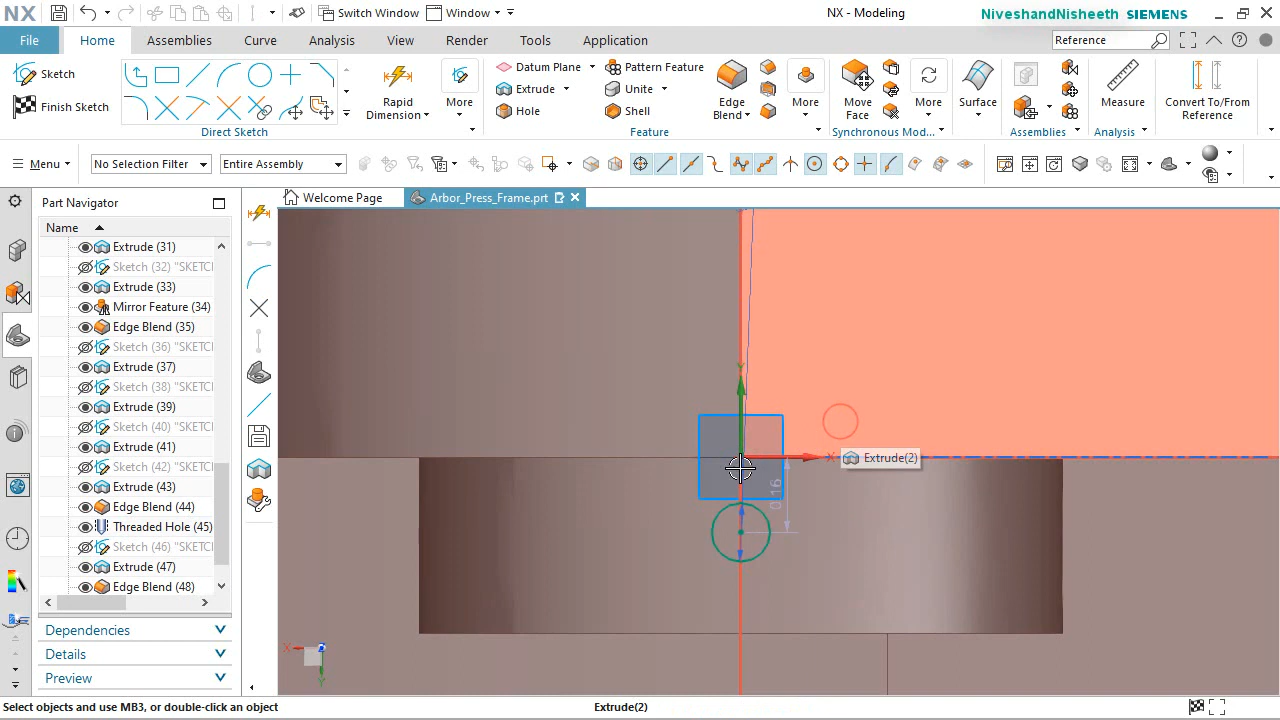 NX
Switch Window
Window
NX - Modeling
NiveshandNisheeth SIEMENS
File
Home
Assemblies
Curve
Analysis
View
Render
Tools
Application
Reference
Sketch
Finish Sketch
Rapid
Dimension
More
Direct Sketch
Datum Plane
Extrude
Hole
Pattern Feature
Unite
Shell
Edge
Blend
More
Feature
Move
Face
More
Synchronous Mod...
Surface
Assemblies
Measure
Analysis
Convert To/From
Reference
Menu
No Selection Filter
Entire Assembly
Part Navigator
Name
Extrude (31)
Sketch (32) "SKETC
Extrude (33)
Mirror Feature (34)
Edge Blend (35)
Sketch (36) "SKETC
Extrude (37)
Sketch (38) "SKETC
Extrude (39)
Sketch (40) "SKETC
Extrude (41)
Sketch (42) "SKETC
Extrude (43)
Edge Blend (44)
Threaded Hole (45)
Sketch (46) "SKETC
Extrude (47)
Edge Blend (48)
Dependencies
Details
Preview
Welcome Page
Arbor_Press_Frame.prt
Y
X
Extrude(2)
0.16
X
Y
Select objects and use MB3, or double-click an object
Extrude(2)